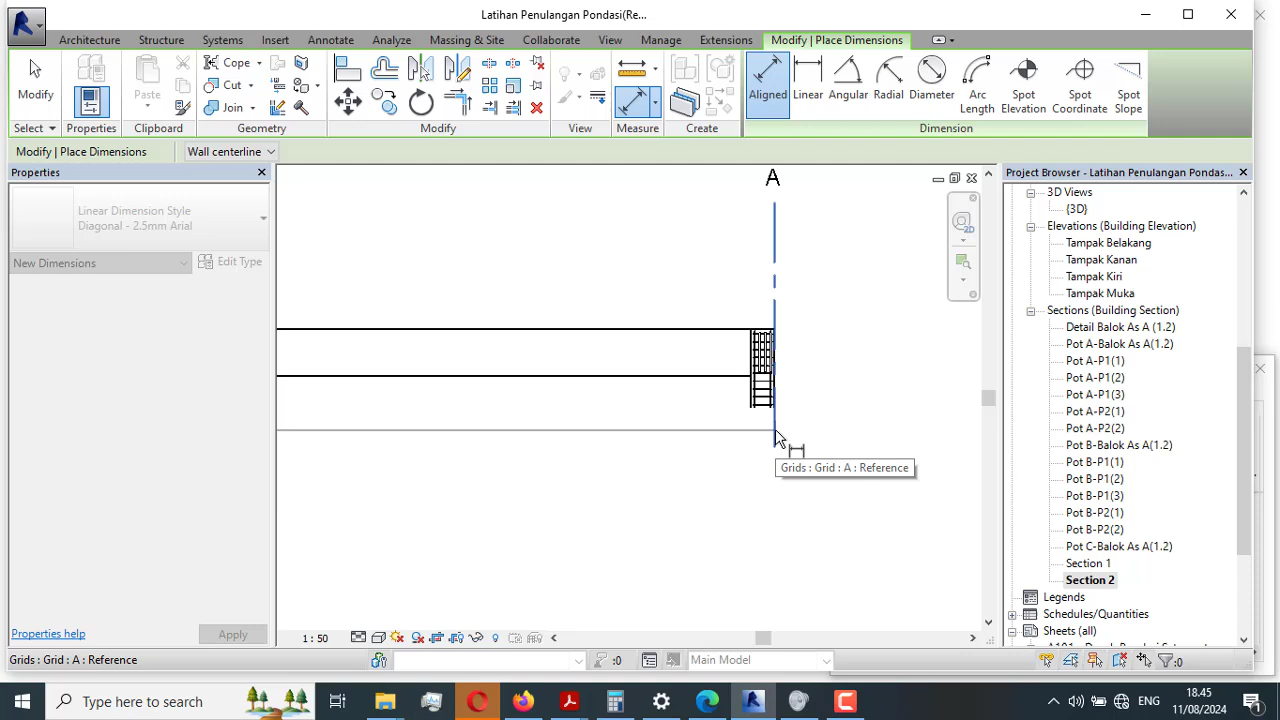 Latihan Penulangan Pondasi(Re...
Architecture Structure Systems Insert Annotate Analyze Massing & Site Collaborate View Manage Extensions Modify | Place Dimensions
Modify Paste Cope Cut Join Aligned Linear Angular Radial Diameter Arc Length Spot Elevation Spot Coordinate Spot Slope
Select Properties Clipboard Geometry Modify View Measure Create Dimension
Modify | Place Dimensions Wall centerline
Properties
Linear Dimension Style
Diagonal - 2.5mm Arial
New Dimensions Edit Type
Properties help Apply
A
2D
Grids : Grid : A : Reference
1 : 50
Project Browser - Latihan Penulangan Pondas...
3D Views
{3D}
Elevations (Building Elevation)
Tampak Belakang
Tampak Kanan
Tampak Kiri
Tampak Muka
Sections (Building Section)
Detail Balok As A (1.2)
Pot A-Balok As A(1.2)
Pot A-P1(1)
Pot A-P1(2)
Pot A-P1(3)
Pot A-P2(1)
Pot A-P2(2)
Pot B-Balok As A(1.2)
Pot B-P1(1)
Pot B-P1(2)
Pot B-P1(3)
Pot B-P2(1)
Pot B-P2(2)
Pot C-Balok As A(1.2)
Section 1
Section 2
Legends
Schedules/Quantities
Sheets (all)
Grids : Grid : A : Reference :0 Main Model :0
Type here to search ENG 18.45
11/08/2024 1